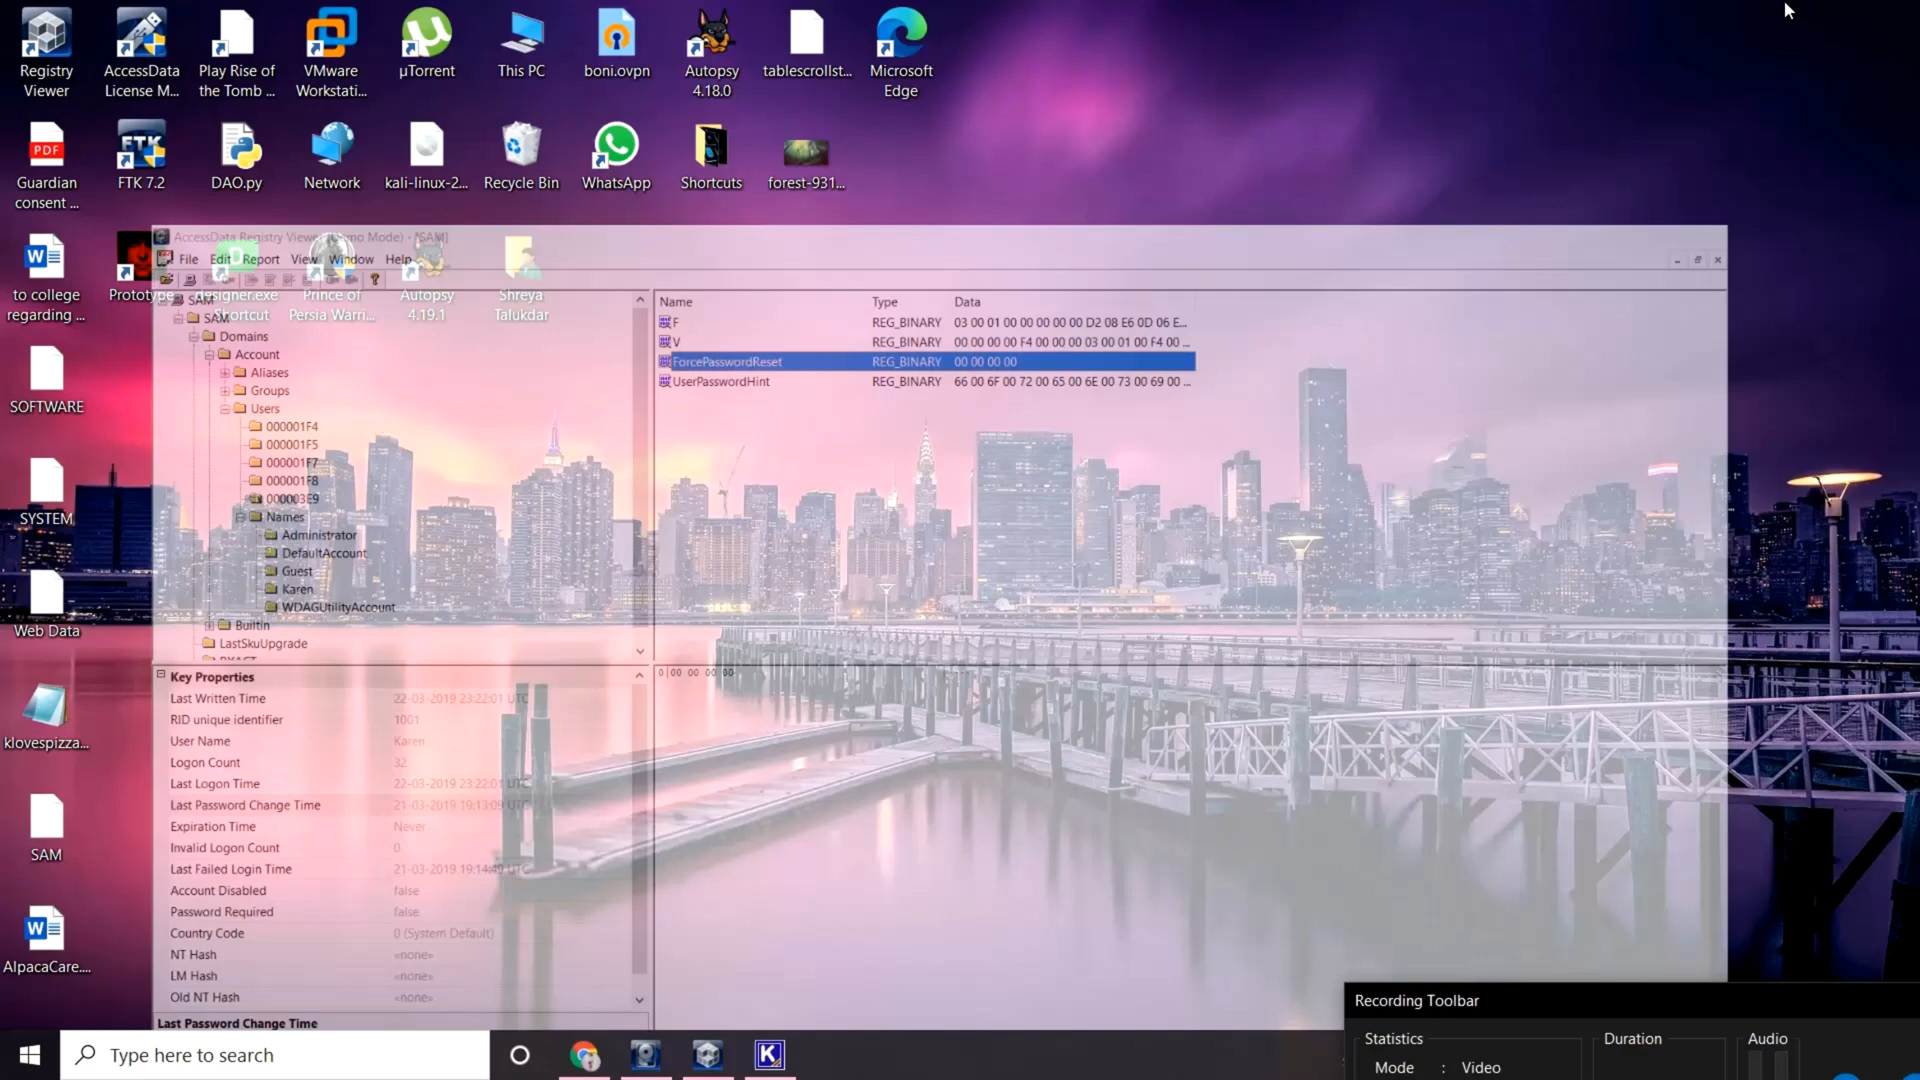 Registry
Viewer
AccessData
License M...
Play Rise of
the Tomb ...
VMware
Workstati...
µTorrent
This PC
boni.ovpn
Autopsy
4.18.0
tablescrollst...
Microsoft
Edge
PDF
Guardian
consent ...
FTK
FTK 7.2
DAO.py
Network
kali-linux-2...
Recycle Bin
WhatsApp
Shortcuts
forest-931...
to college
regarding ...
Prototype
designer.exe
Shortcut
Prince of
Persia Warri...
Autopsy
4.19.1
Shreya
Talukdar
SOFTWARE
SYSTEM
Web Data
klovespizza...
SAM
AlpacaCare....
AccessData Registry Viewer (Demo Mode) - [SAM]
File Edit Report View Window Help
SAM
SAM
Domains
Account
Aliases
Groups
Users
000001F4
000001F5
000001F7
000001F8
000003E9
Names
Administrator
DefaultAccount
Guest
Karen
WDAGUtilityAccount
Builtin
LastSkuUpgrade
RXACT
Name Type Data
F REG_BINARY 03 00 01 00 00 00 00 00 D2 08 E6 0D 06 E...
V REG_BINARY 00 00 00 00 F4 00 00 00 03 00 01 00 F4 00 ...
ForcePasswordReset REG_BINARY 00 00 00 00
UserPasswordHint REG_BINARY 66 00 6F 00 72 00 65 00 6E 00 73 00 69 00 ...
Key Properties
Last Written Time 22-03-2019 23:22:01 UTC
RID unique identifier 1001
User Name Karen
Logon Count 32
Last Logon Time 22-03-2019 23:22:01 UTC
Last Password Change Time 21-03-2019 19:13:09 UTC
Expiration Time Never
Invalid Logon Count 0
Last Failed Login Time 21-03-2019 19:14:49 UTC
Account Disabled false
Password Required false
Country Code 0 (System Default)
NT Hash «none»
LM Hash «none»
Old NT Hash «none»
Last Password Change Time
0 00 00 00 00
Recording Toolbar
Statistics
Duration
Audio
Mode : Video
Type here to search